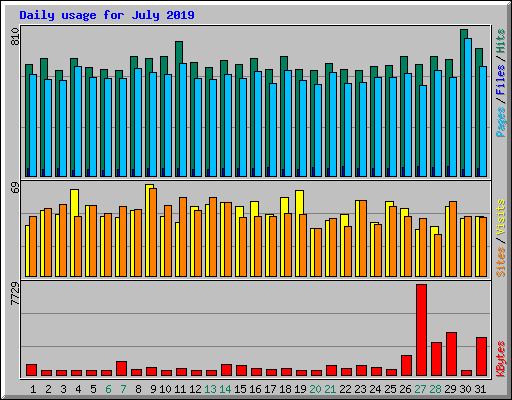 Daily usage for July 2019
810
Pages / Files / Hits
69
Sites / Visits
7729
KBytes
1 2 3 4 5 6 7 8 9 10 11 12 13 14 15 16 17 18 19 20 21 22 23 24 25 26 27 28 29 30 31